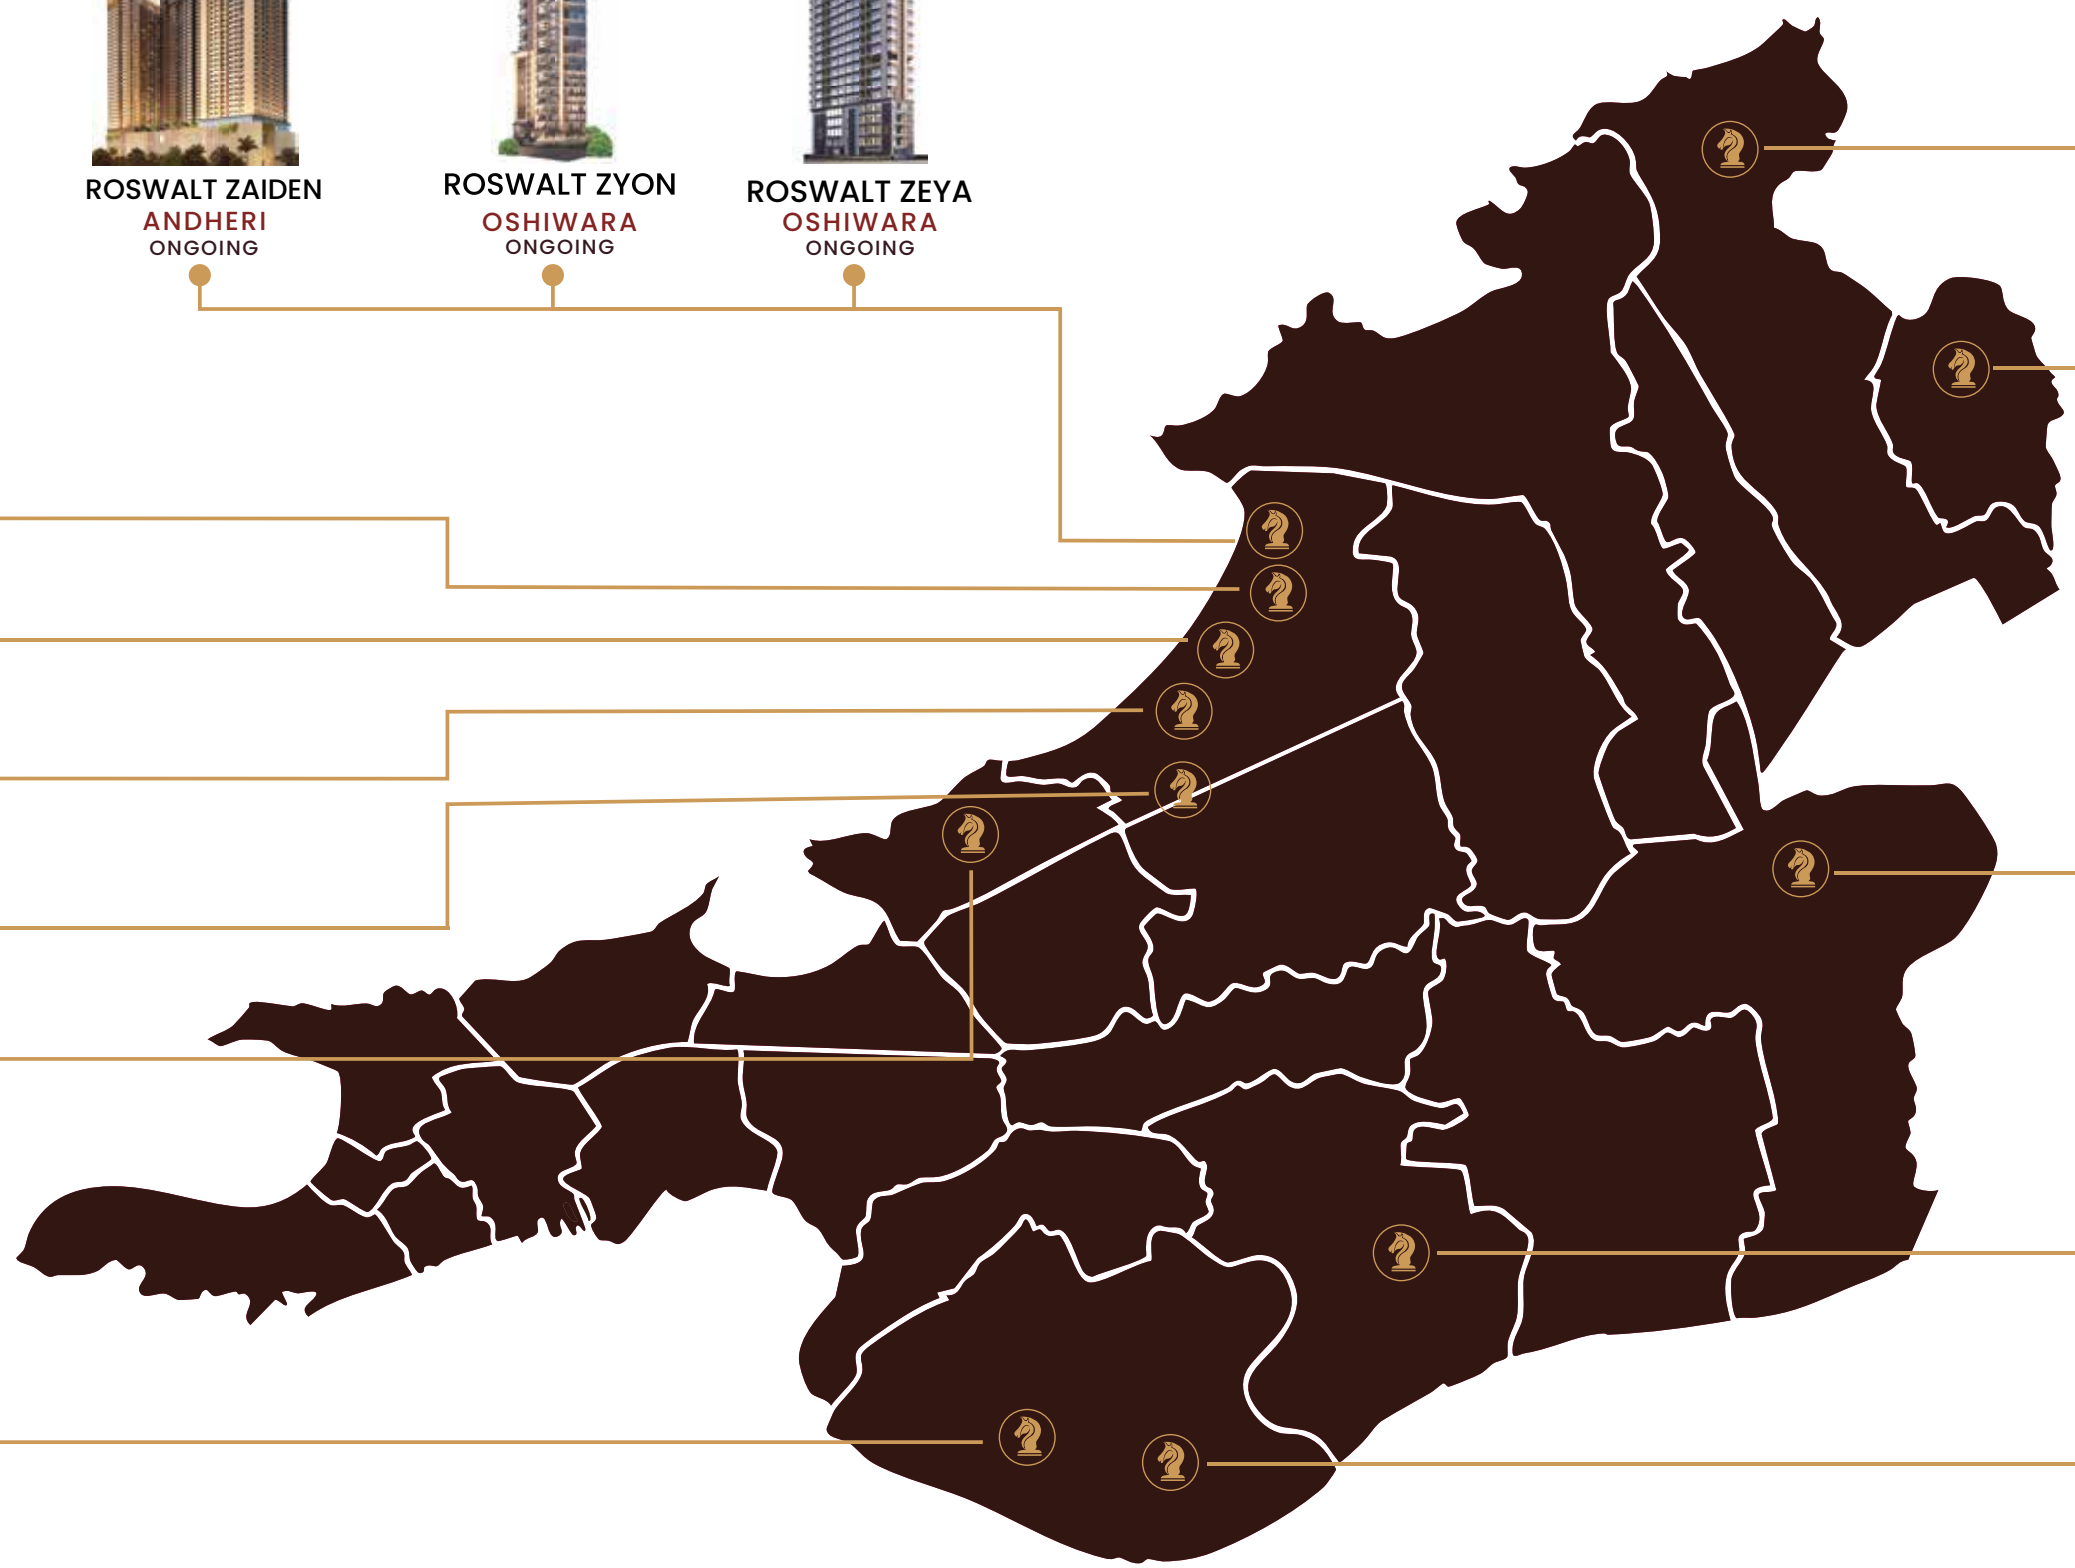 ROSWALT ZAIDEN
ANDHERI
ONGOING
ROSWALT ZYON
OSHIWARA
ONGOING
ROSWALT ZEYA
OSHIWARA
ONGOING